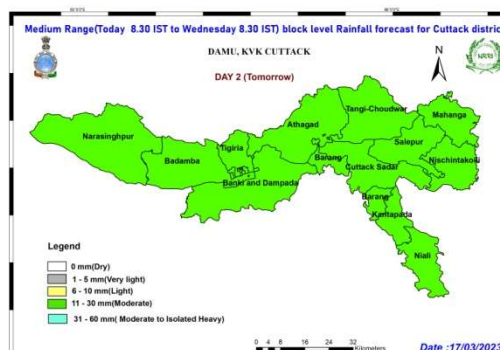 Medium Range(Today 8.30 IST to Wednesday 8.30 IST) block level Rainfall forecast for Cuttack distric
DAMU, KVK CUTTACK
DAY 2 (Tomorrow)
N
NRRI
Tangi-Choudwar
Mahanga
Athagad
Narasinghpur
Salepur
Tigiria
Badamba
Barang
Nischintakoili
Cuttack Sadar
Banki and Dampada
Barang
Kantapada
Niali
Legend
0 mm(Dry)
1 - 5 mm(Very light)
6 - 10 mm(Light)
11 - 30 mm(Moderate)
31 - 60 mm( Moderate to Isolated Heavy)
0 4 8 16 24 32
Kilometers
Date :17/03/2023